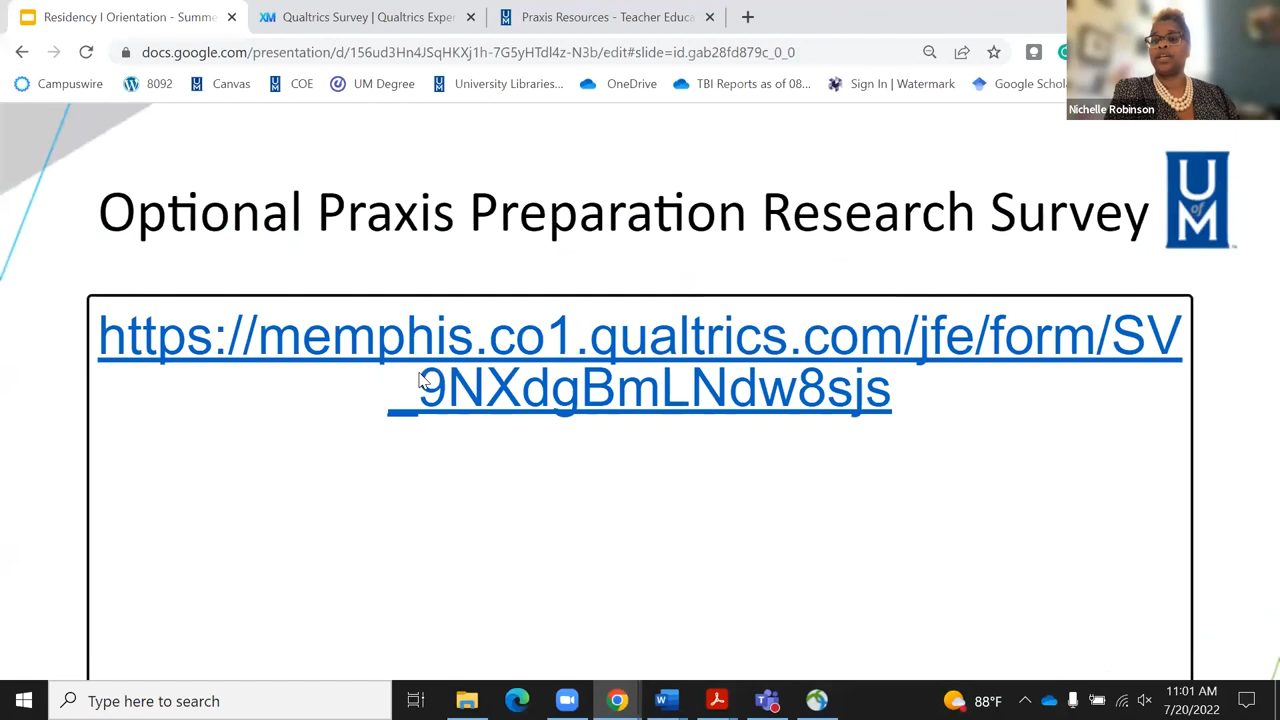 Residency I Orientation - Summe
Qualtrics Survey | Qualtrics Exper
Praxis Resources - Teacher Educa
docs.google.com/presentation/d/156ud3Hn4JSqHKXi1h-7G5yHTdl4z-N3b/edit#slide=id.gab28fd879c_0_0
Campuswire
8092
Canvas
COE
UM Degree
University Libraries...
OneDrive
TBI Reports as of 08...
Sign In | Watermark
Google Schola
Nichelle Robinson
Optional Praxis Preparation Research Survey
U of M
https://memphis.co1.qualtrics.com/jfe/form/SV
_9NXdgBmLNdw8sjs
Type here to search
88°F
11:01 AM
7/20/2022